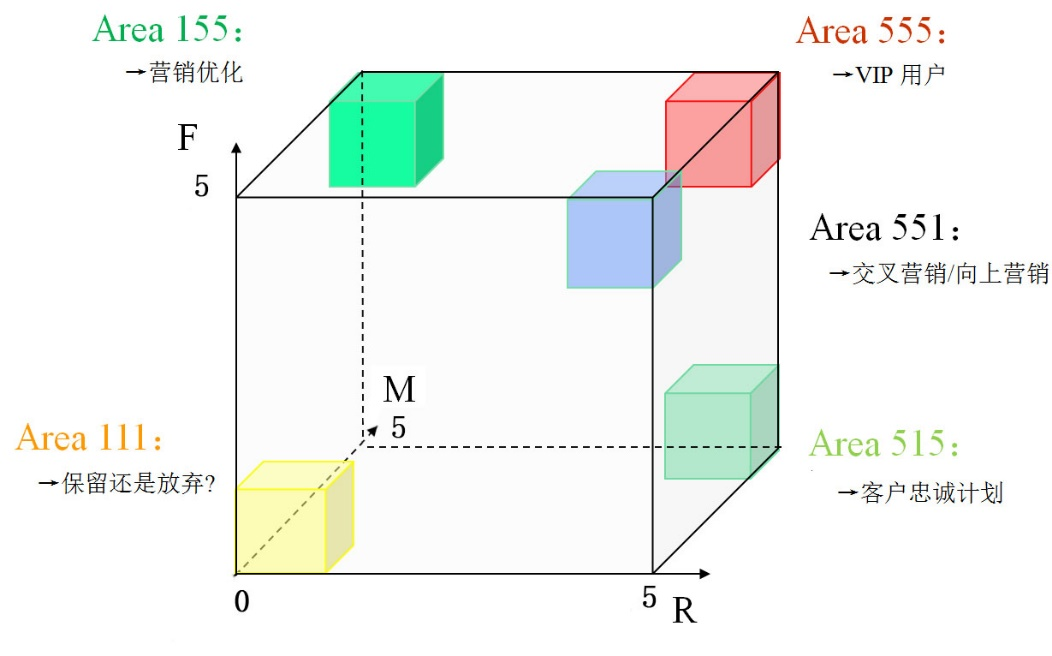 Area 155：
→营销优化
Area 555：
→VIP 用户
F
5
Area 551：
→交叉营销/向上营销
M
5
Area 111：
→保留还是放弃?
Area 515：
→客户忠诚计划
0
5
R